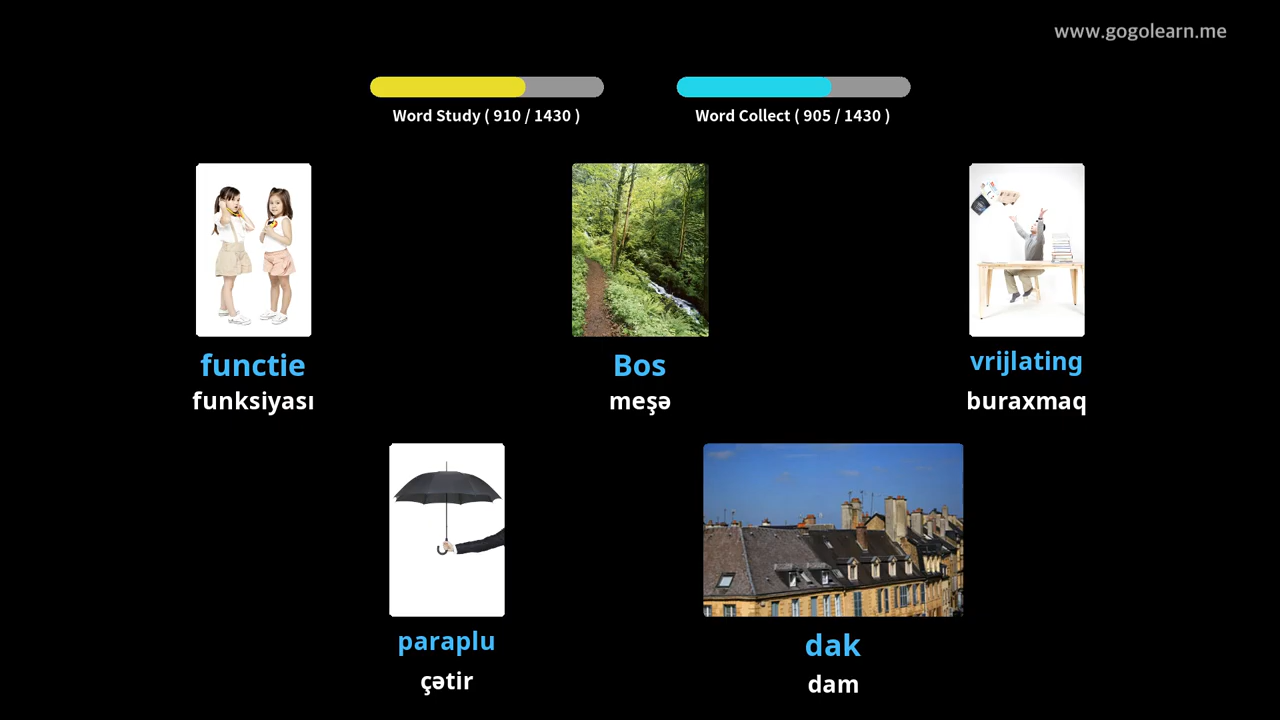 www.gogolearn.me
Word Study ( 910 / 1430 )
Word Collect ( 905 / 1430 )
functie
funksiyası
Bos
meşə
vrijlating
buraxmaq
paraplu
çətir
dak
dam